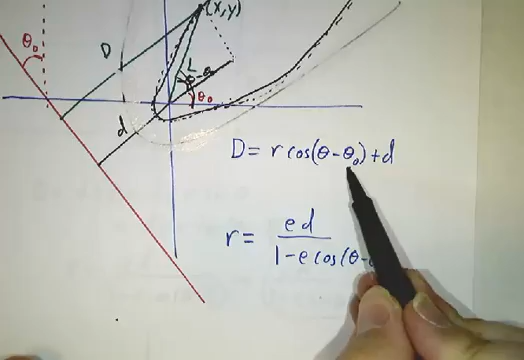 (x,y)
θ₀
D
r
θ
θ₀
d
D = r cos(θ - θ₀) + d
r = ed / 1 - e cos(θ -